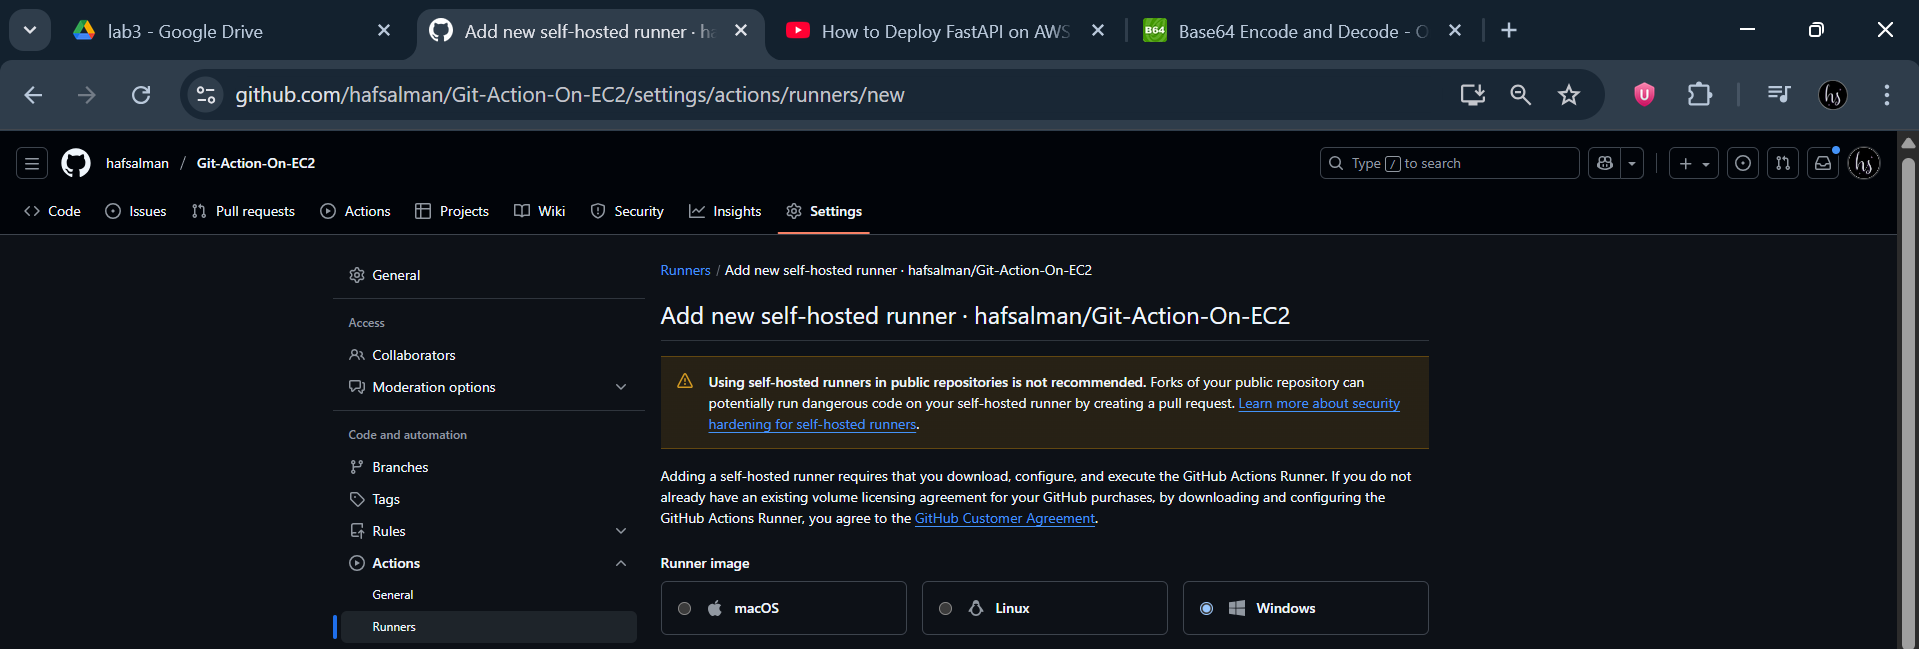 lab3 - Google Drive
Add new self-hosted runner · ha
How to Deploy FastAPI on AWS
B64
Base64 Encode and Decode - O
github.com/hafsalman/Git-Action-On-EC2/settings/actions/runners/new
U
hs
hafsalman / Git-Action-On-EC2
Type / to search
hs
Code
Issues
Pull requests
Actions
Projects
Wiki
Security
Insights
Settings
General
Access
Collaborators
Moderation options
Code and automation
Branches
Tags
Rules
Actions
General
Runners
Runners / Add new self-hosted runner · hafsalman/Git-Action-On-EC2
Add new self-hosted runner · hafsalman/Git-Action-On-EC2
Using self-hosted runners in public repositories is not recommended. Forks of your public repository can
potentially run dangerous code on your self-hosted runner by creating a pull request. Learn more about security
hardening for self-hosted runners.
Adding a self-hosted runner requires that you download, configure, and execute the GitHub Actions Runner. If you do not
already have an existing volume licensing agreement for your GitHub purchases, by downloading and configuring the
GitHub Actions Runner, you agree to the GitHub Customer Agreement.
Runner image
macOS
Linux
Windows